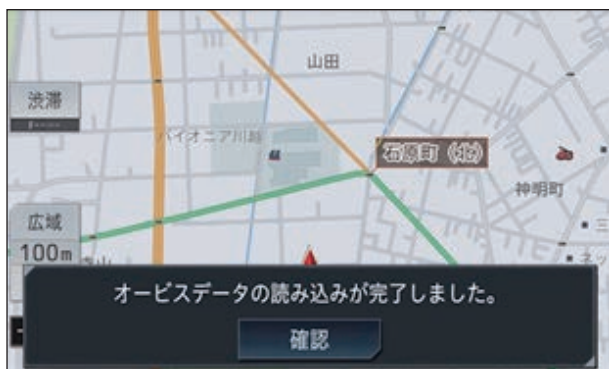 山田
渋滞
パイオニア川越
石原町(北)
神明町
広域
100m
オービスデータの読み込みが完了しました。
確認